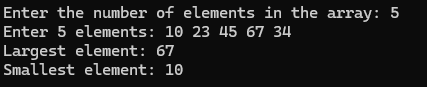 Enter the number of elements in the array: 5
Enter 5 elements: 10 23 45 67 34
Largest element: 67
Smallest element: 10